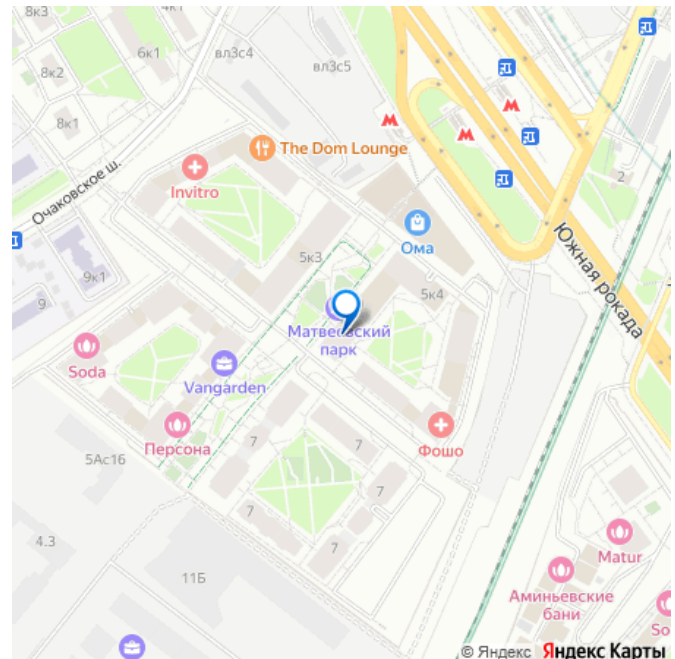 8к3
4к1
8к2
6к1
вл3с4
вл3с5
8к1
The Dom Lounge
Invitro
Очаковское ш.
2
Ома
Южная рокада
5к3
9к1
5к4
9
Матвеевский
парк
Soda
Vangarden
Персона
7
7
Фошо
5Ас16
7
7
7
4.3
11Б
Matur
Аминьевские
бани
So
© Яндекс Яндекс Карты